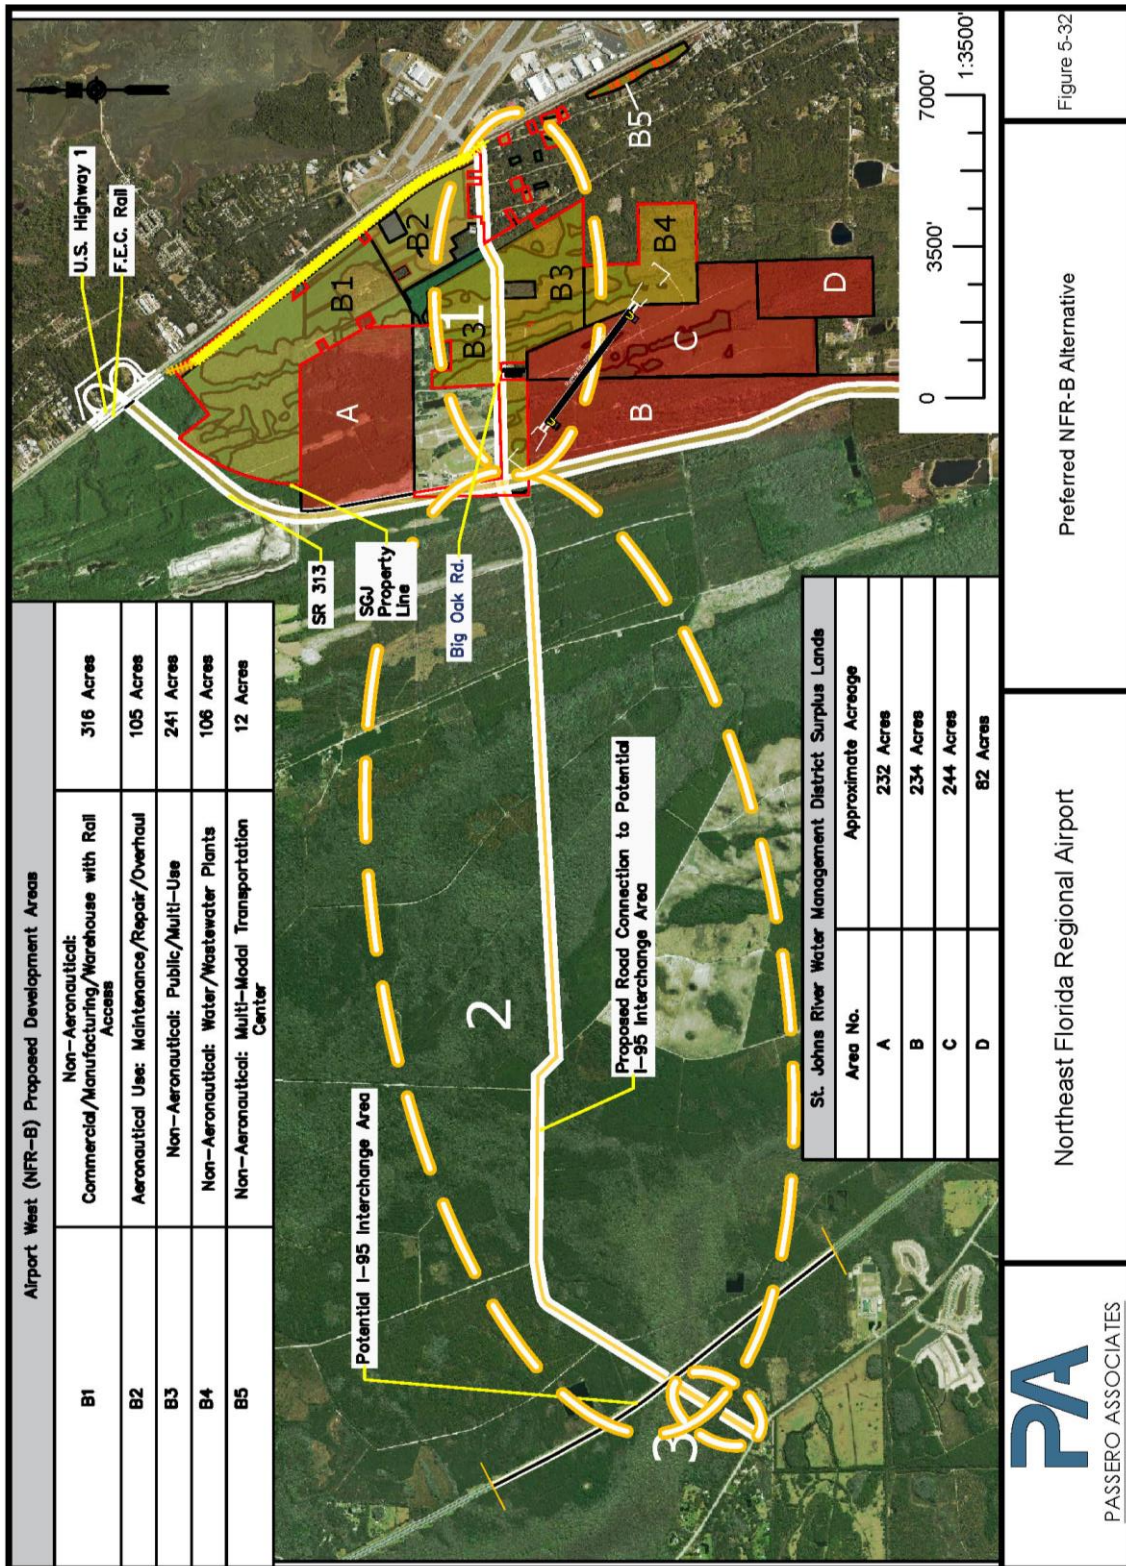 Airport West (NFR-B) Proposed Development Areas
B1
Non-Aeronautical:
Commercial/Manufacturing/Warehouse with Rail
Access
316 Acres
B2
Aeronautical Use: Maintenance/Repair/Overhaul
105 Acres
B3
Non-Aeronautical: Public/Multi-Use
241 Acres
B4
Non-Aeronautical: Water/Wastewater Plants
106 Acres
B5
Non-Aeronautical: Multi-Modal Transportation
Center
12 Acres
U.S. Highway 1
F.E.C. Rail
SR 313
SGJ
Property
Line
Big Oak Rd.
Potential I-95 Interchange Area
Proposed Road Connection to Potential
I-95 Interchange Area
A
B1
B2
B3
1
B3
B4
B5
B
C
D
2
3
St. Johns River Water Management District Surplus Lands
Area No.
Approximate Acreage
A
232 Acres
B
234 Acres
C
244 Acres
D
82 Acres
0
3500'
7000'
1:3500'
PA
PASSERO ASSOCIATES
Northeast Florida Regional Airport
Preferred NFR-B Alternative
Figure 5-32